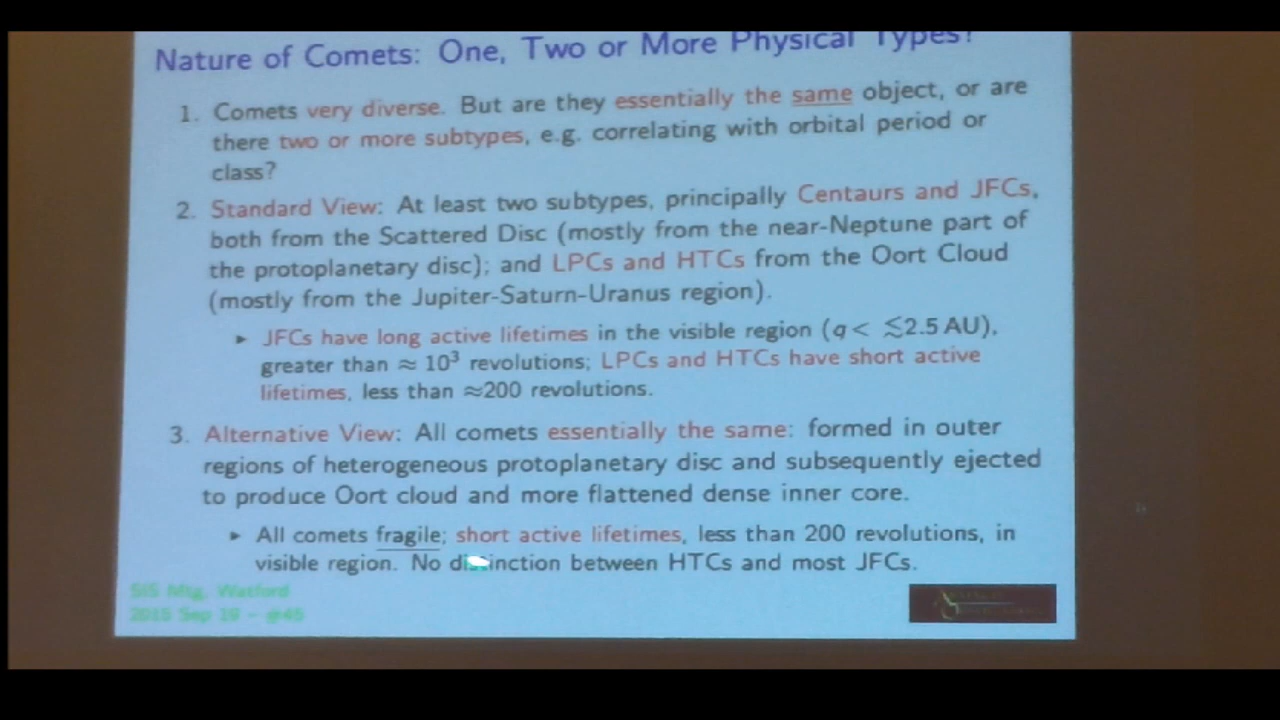 Nature of Comets: One, Two or More Physical Types?
1. Comets very diverse. But are they essentially the same object, or are
there two or more subtypes, e.g. correlating with orbital period or
class?
2. Standard View: At least two subtypes, principally Centaurs and JFCs,
both from the Scattered Disc (mostly from the near-Neptune part of
the protoplanetary disc); and LPCs and HTCs from the Oort Cloud
(mostly from the Jupiter-Saturn-Uranus region).
► JFCs have long active lifetimes in the visible region (q < ≲2.5 AU),
greater than ≈ 10³ revolutions; LPCs and HTCs have short active
lifetimes, less than ≈200 revolutions.
3. Alternative View: All comets essentially the same: formed in outer
regions of heterogeneous protoplanetary disc and subsequently ejected
to produce Oort cloud and more flattened dense inner core.
► All comets fragile; short active lifetimes, less than 200 revolutions, in
visible region. No distinction between HTCs and most JFCs.
SIS Mtg, Watford
2015 Sep 19 – #45